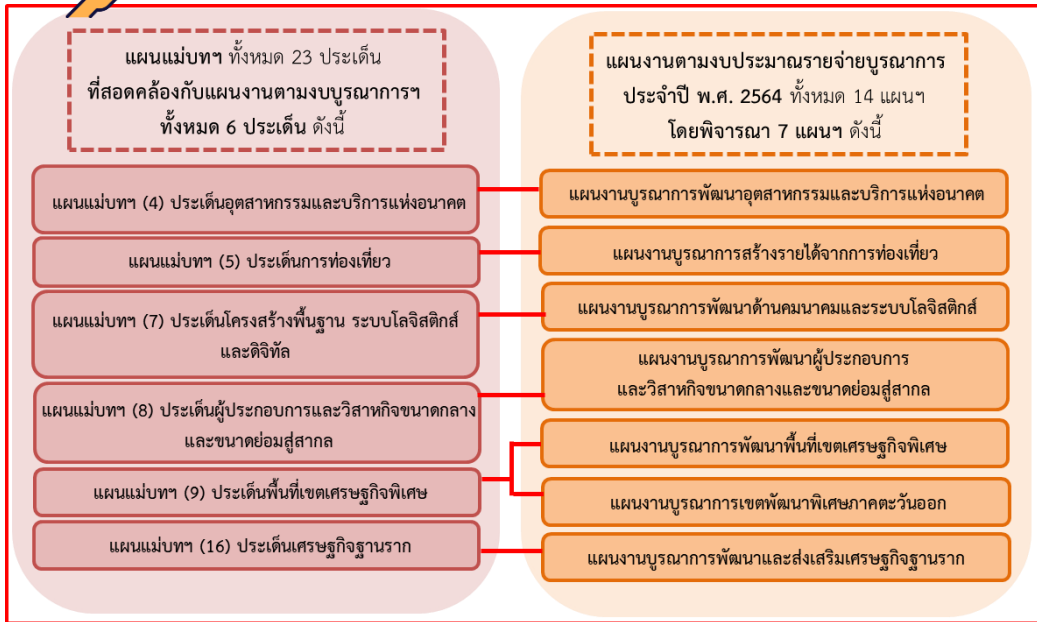 แผนแม่บทฯ ทั้งหมด 23 ประเด็น
ที่สอดคล้องกับแผนงานตามงบบูรณาการฯ
ทั้งหมด 6 ประเด็น ดังนี้
แผนแม่บทฯ (4) ประเด็นอุตสาหกรรมและบริการแห่งอนาคต
แผนแม่บทฯ (5) ประเด็นการท่องเที่ยว
แผนแม่บทฯ (7) ประเด็นโครงสร้างพื้นฐาน ระบบโลจิสติกส์
และดิจิทัล
แผนแม่บทฯ (8) ประเด็นผู้ประกอบการและวิสาหกิจขนาดกลาง
และขนาดย่อมสู่สากล
แผนแม่บทฯ (9) ประเด็นพื้นที่เขตเศรษฐกิจพิเศษ
แผนแม่บทฯ (16) ประเด็นเศรษฐกิจฐานราก
แผนงานตามงบประมาณรายจ่ายบูรณาการ
ประจำปี พ.ศ. 2564 ทั้งหมด 14 แผนฯ
โดยพิจารณา 7 แผนฯ ดังนี้
แผนงานบูรณาการพัฒนาอุตสาหกรรมและบริการแห่งอนาคต
แผนงานบูรณาการสร้างรายได้จากการท่องเที่ยว
แผนงานบูรณาการพัฒนาด้านคมนาคมและระบบโลจิสติกส์
แผนงานบูรณาการพัฒนาผู้ประกอบการ
และวิสาหกิจขนาดกลางและขนาดย่อมสู่สากล
แผนงานบูรณาการพัฒนาพื้นที่เขตเศรษฐกิจพิเศษ
แผนงานบูรณาการเขตพัฒนาพิเศษภาคตะวันออก
แผนงานบูรณาการพัฒนาและส่งเสริมเศรษฐกิจฐานราก